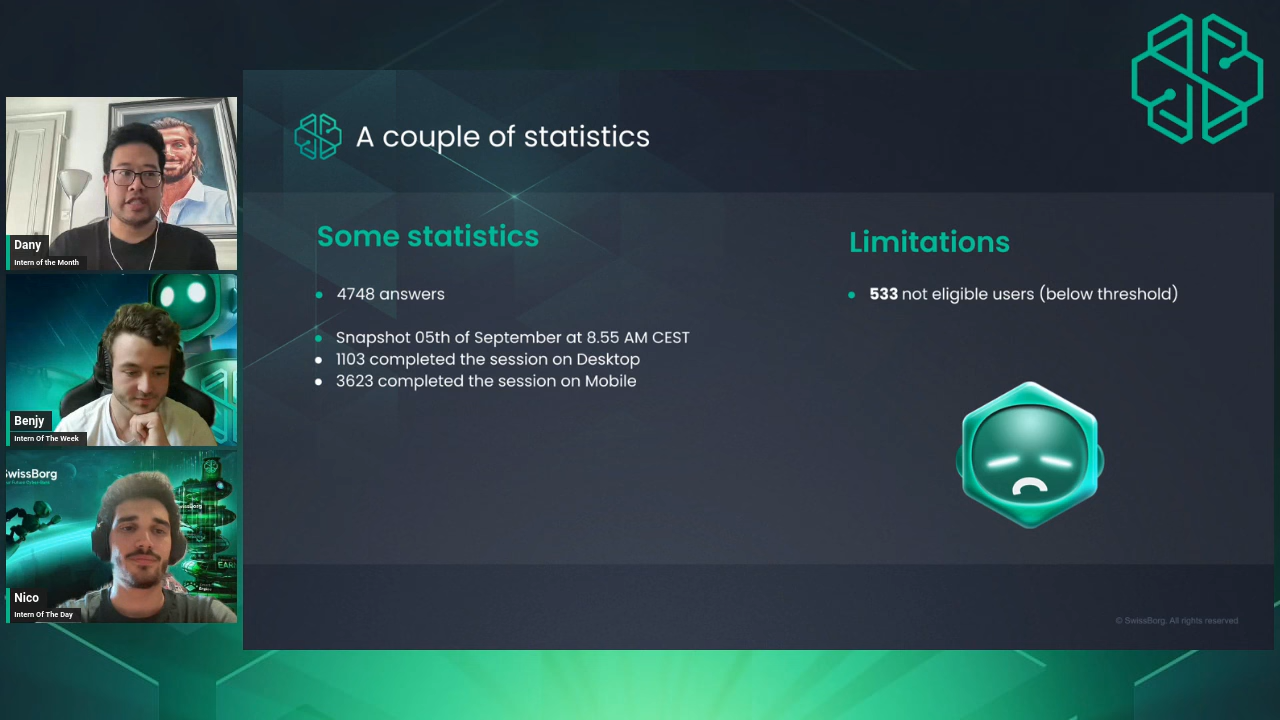 A couple of statistics
Some statistics
4748 answers
Snapshot 05th of September at 8.55 AM CEST
1103 completed the session on Desktop
3623 completed the session on Mobile
Limitations
533 not eligible users (below threshold)
© SwissBorg. All rights reserved
Dany
Intern of the Month
Benjy
Intern Of The Week
SwissBorg
Nico
Intern Of The Day